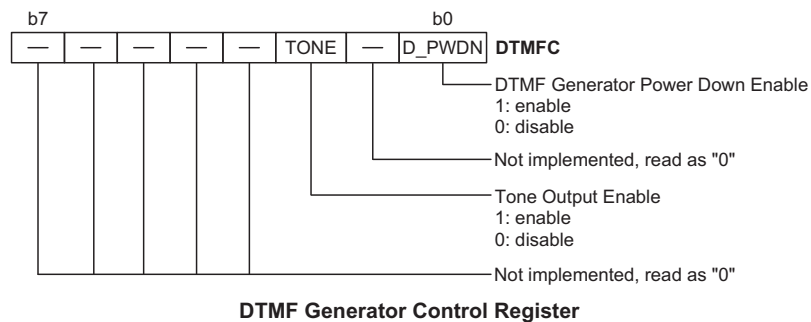 b7 b0
— — — — — TONE — D_PWDN DTMFC
DTMF Generator Power Down Enable
1: enable
0: disable
Not implemented, read as "0"
Tone Output Enable
1: enable
0: disable
Not implemented, read as "0"
DTMF Generator Control Register